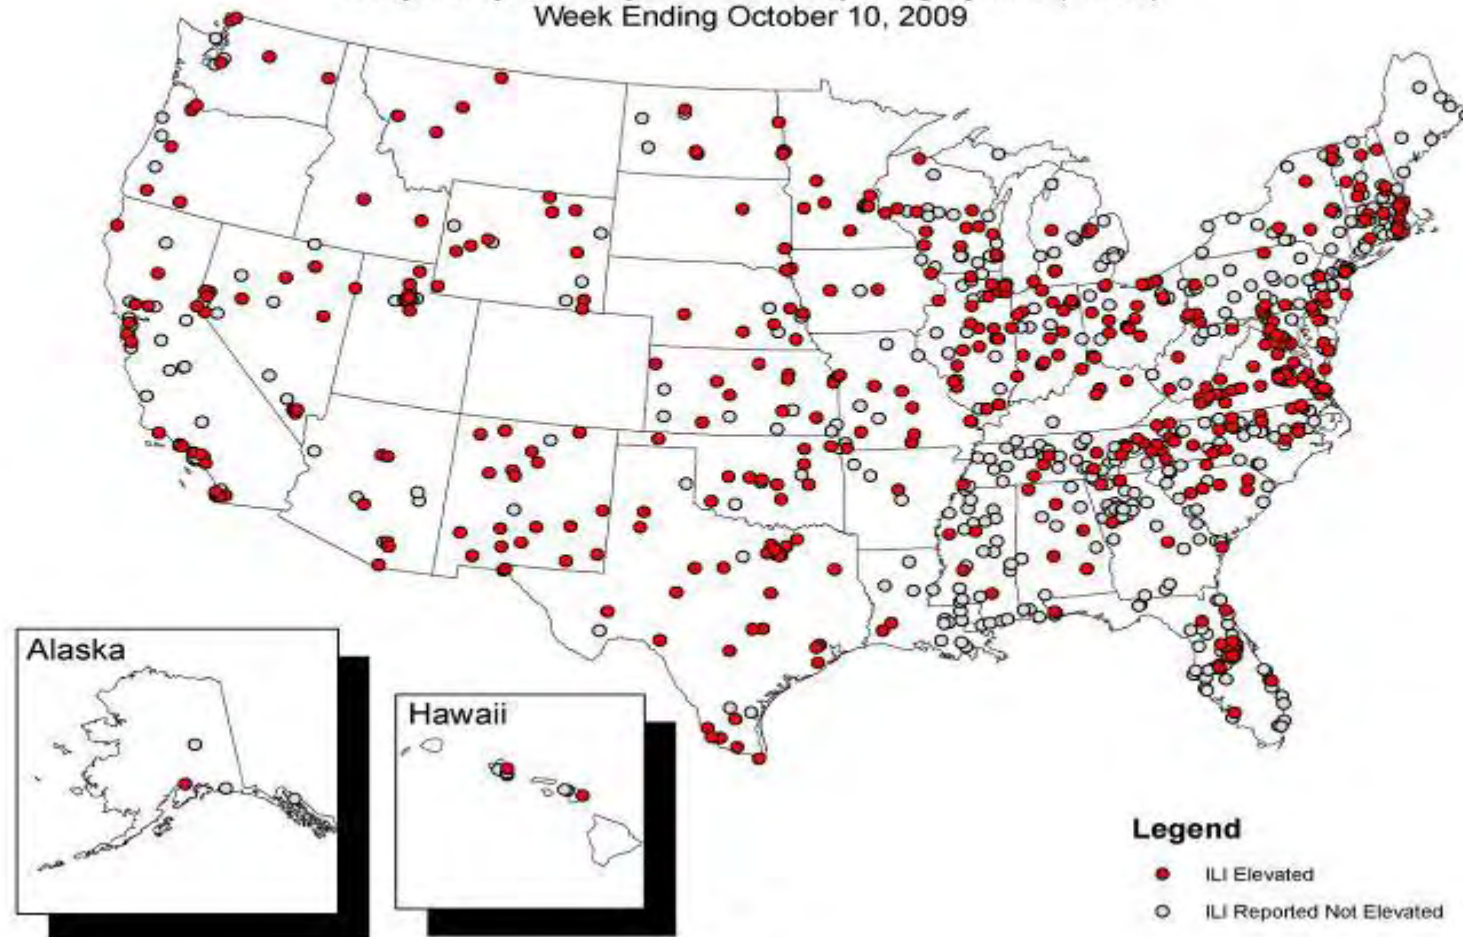 Week Ending October 10, 2009
Alaska
Hawaii
Legend
ILI Elevated
ILI Reported Not Elevated